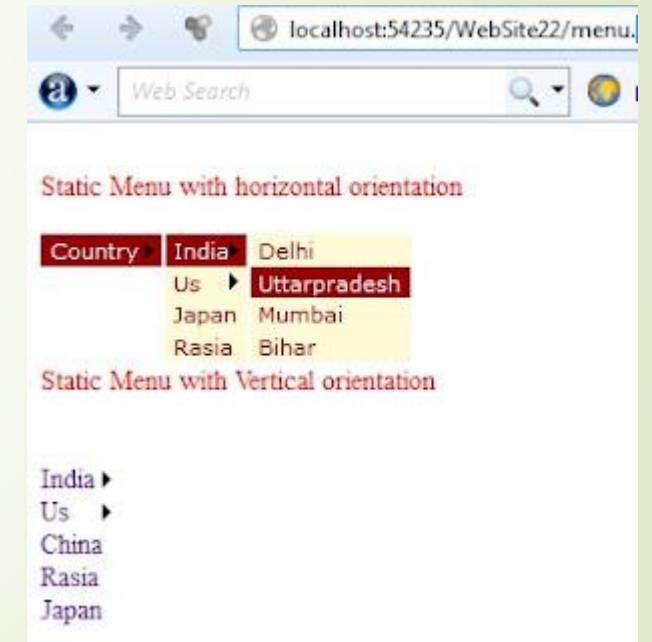 localhost:54235/WebSite22/menu.
Web Search
Static Menu with horizontal orientation
Country India Delhi
Us Uttarpradesh
Japan Mumbai
Rasia Bihar
Static Menu with Vertical orientation
India
Us
China
Rasia
Japan